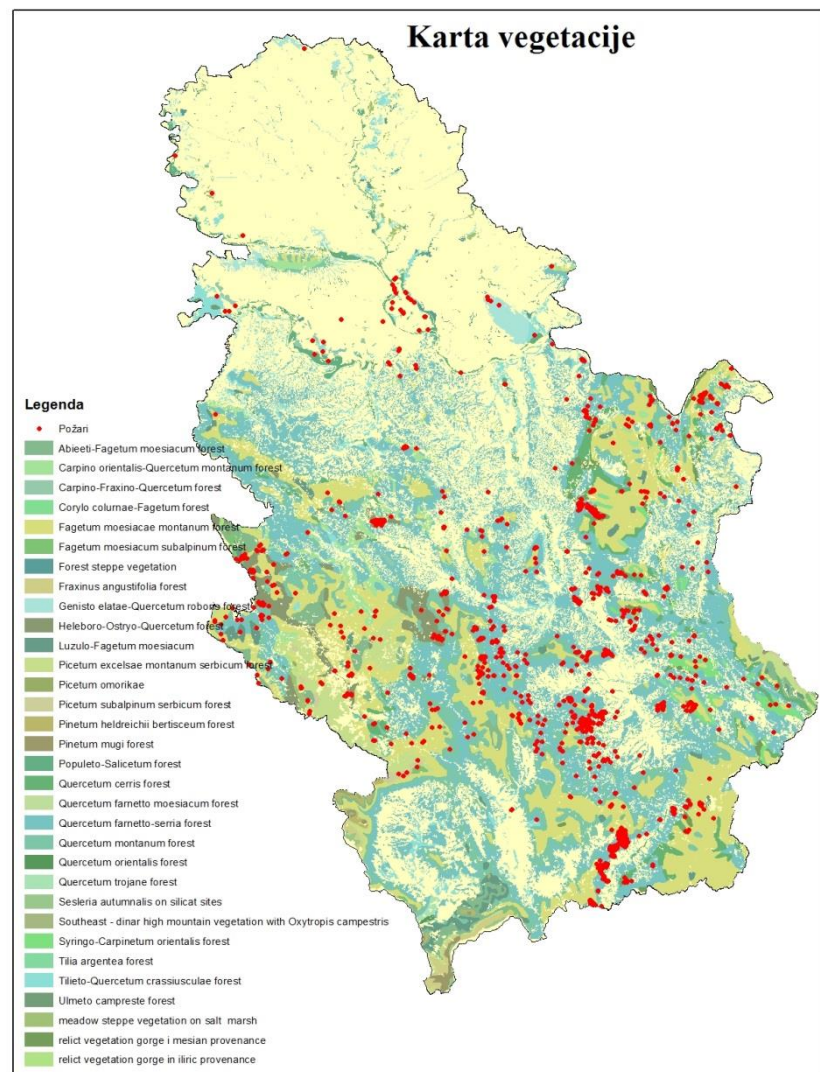 Karta vegetacije
Legenda
Požari
Abieeti-Fagetum moesiacum forest
Carpino orientalis-Quercetum montanum forest
Carpino-Fraxino-Quercetum forest
Corylo columae-Fagetum forest
Fagetum moesiacae montanum forest
Fagetum moesiacum subalpinum forest
Forest steppe vegetation
Fraxinus angustifolia forest
Genisto elatae-Quercetum roboris forest
Heleboro-Ostryo-Quercetum forest
Luzulo-Fagetum moesiacum
Picetum excelsae montanum serbicum forest
Picetum omorikae
Picetum subalpinum serbicum forest
Pinetum heldreichii bertisceum forest
Pinetum mugi forest
Populeto-Salicetum forest
Quercetum cerris forest
Quercetum farnetto moesiacum forest
Quercetum farnetto-serria forest
Quercetum montanum forest
Quercetum orientalis forest
Quercetum trojane forest
Sesleria autumnalis on silicat sites
Southeast - dinar high mountain vegetation with Oxytropis campestris
Syringo-Carpinetum orientalis forest
Tilia argentea forest
Tilieto-Quercetum crassiusculae forest
Ulmeto campreste forest
meadow steppe vegetation on salt marsh
relict vegetation gorge i mesian provenance
relict vegetation gorge in iliric provenance